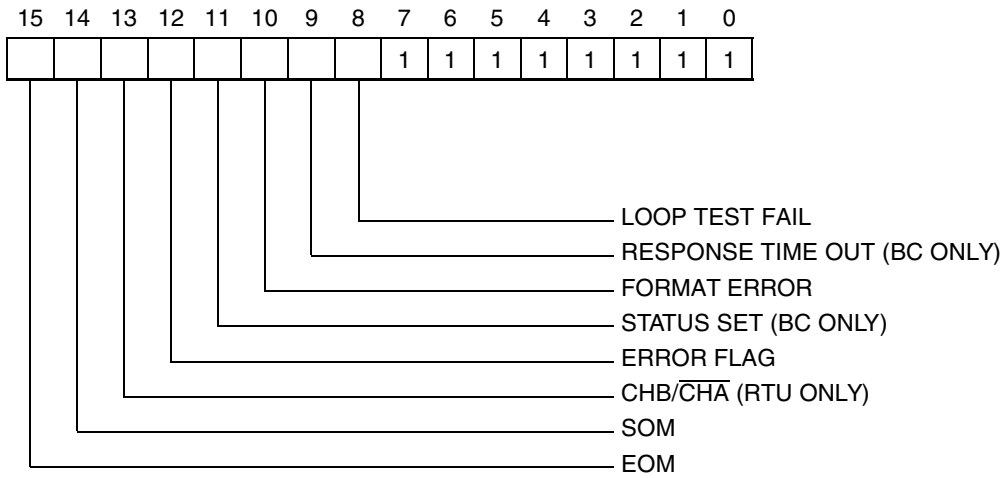 15 14 13 12 11 10 9 8 7 6 5 4 3 2 1 0
1 1 1 1 1 1 1 1
LOOP TEST FAIL
RESPONSE TIME OUT (BC ONLY)
FORMAT ERROR
STATUS SET (BC ONLY)
ERROR FLAG
CHB/C̅H̅A̅ (RTU ONLY)
SOM
EOM